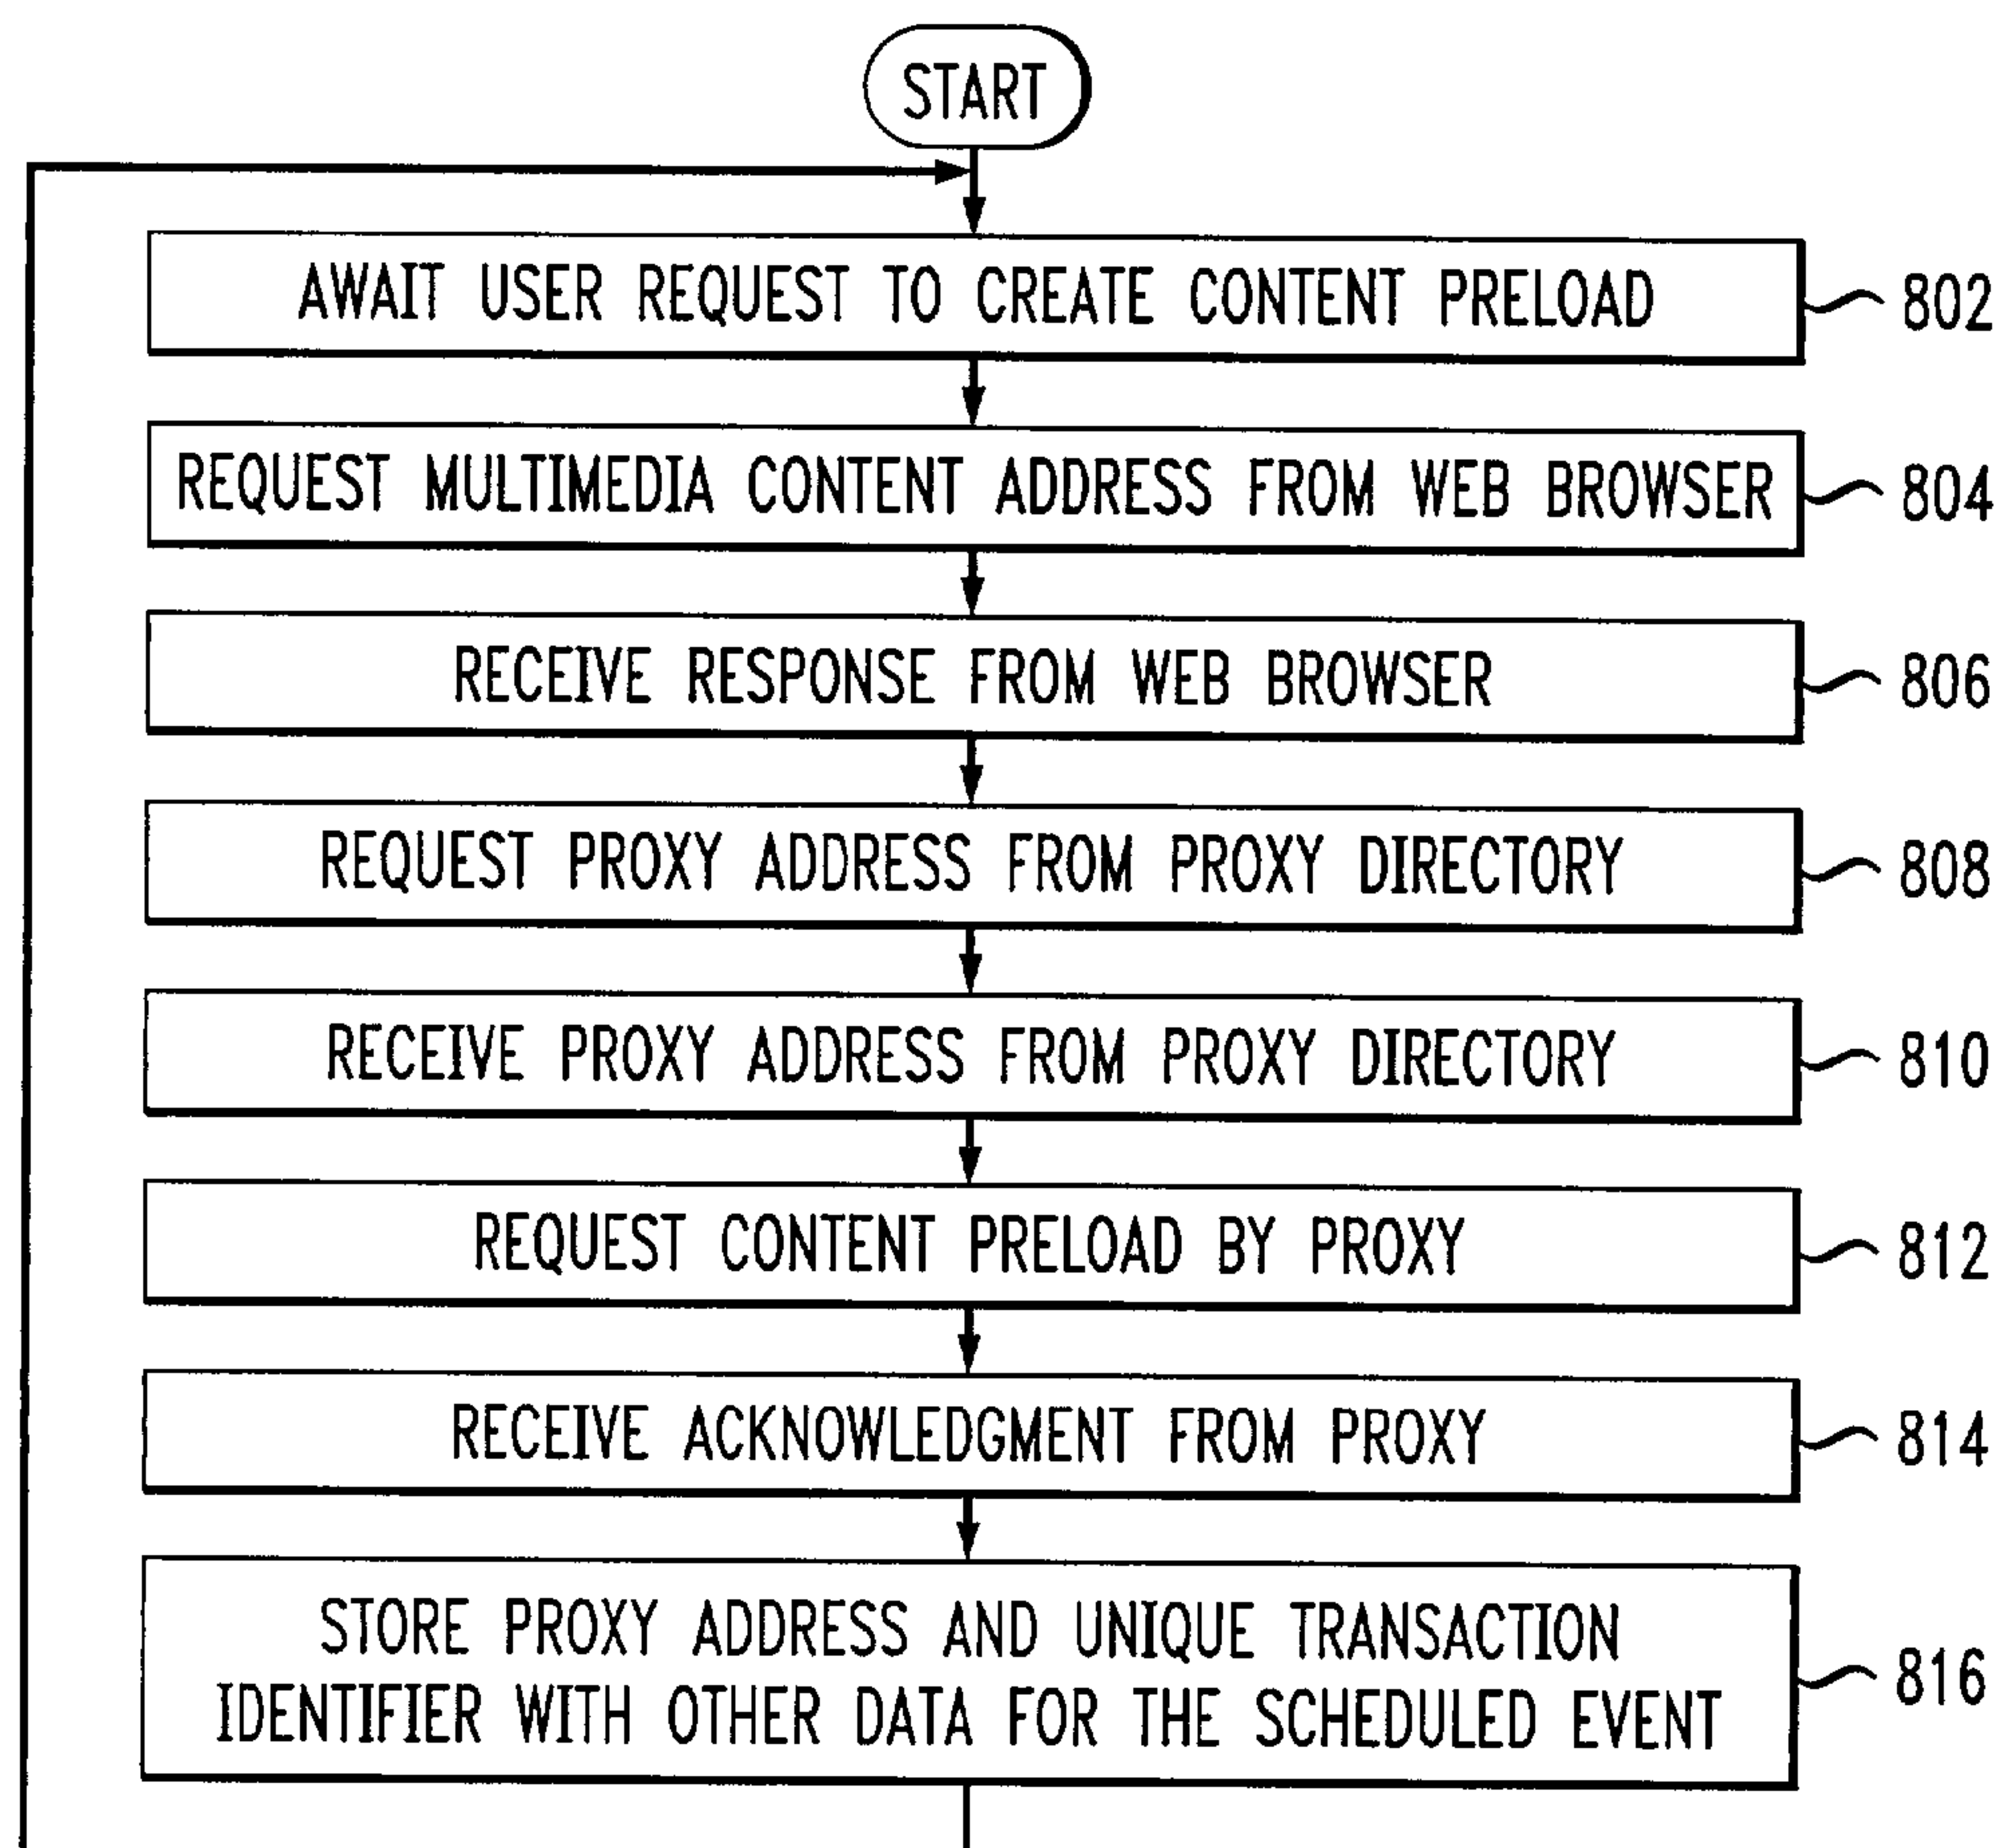 START
AWAIT USER REQUEST TO CREATE CONTENT PRELOAD
802
REQUEST MULTIMEDIA CONTENT ADDRESS FROM WEB BROWSER
804
RECEIVE RESPONSE FROM WEB BROWSER
806
REQUEST PROXY ADDRESS FROM PROXY DIRECTORY
808
RECEIVE PROXY ADDRESS FROM PROXY DIRECTORY
810
REQUEST CONTENT PRELOAD BY PROXY
812
RECEIVE ACKNOWLEDGMENT FROM PROXY
814
STORE PROXY ADDRESS AND UNIQUE TRANSACTION
IDENTIFIER WITH OTHER DATA FOR THE SCHEDULED EVENT
816